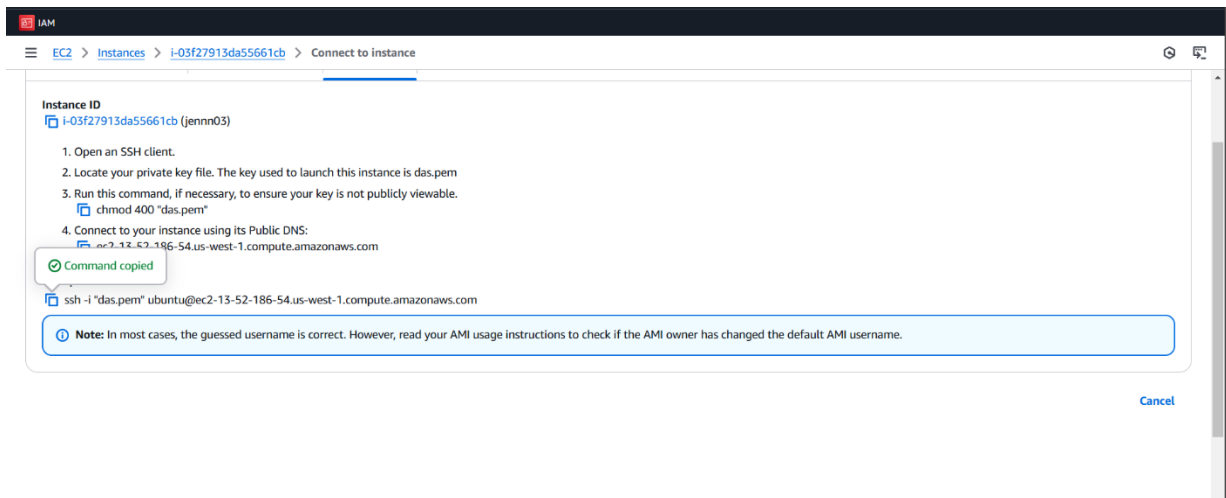 IAM
EC2 > Instances > i-03f27913da55661cb > Connect to instance
Instance ID
i-03f27913da55661cb (jennn03)
1. Open an SSH client.
2. Locate your private key file. The key used to launch this instance is das.pem
3. Run this command, if necessary, to ensure your key is not publicly viewable.
chmod 400 "das.pem"
4. Connect to your instance using its Public DNS:
ec2-13-52-186-54.us-west-1.compute.amazonaws.com
Command copied
ssh -i "das.pem" ubuntu@ec2-13-52-186-54.us-west-1.compute.amazonaws.com
Note: In most cases, the guessed username is correct. However, read your AMI usage instructions to check if the AMI owner has changed the default AMI username.
Cancel